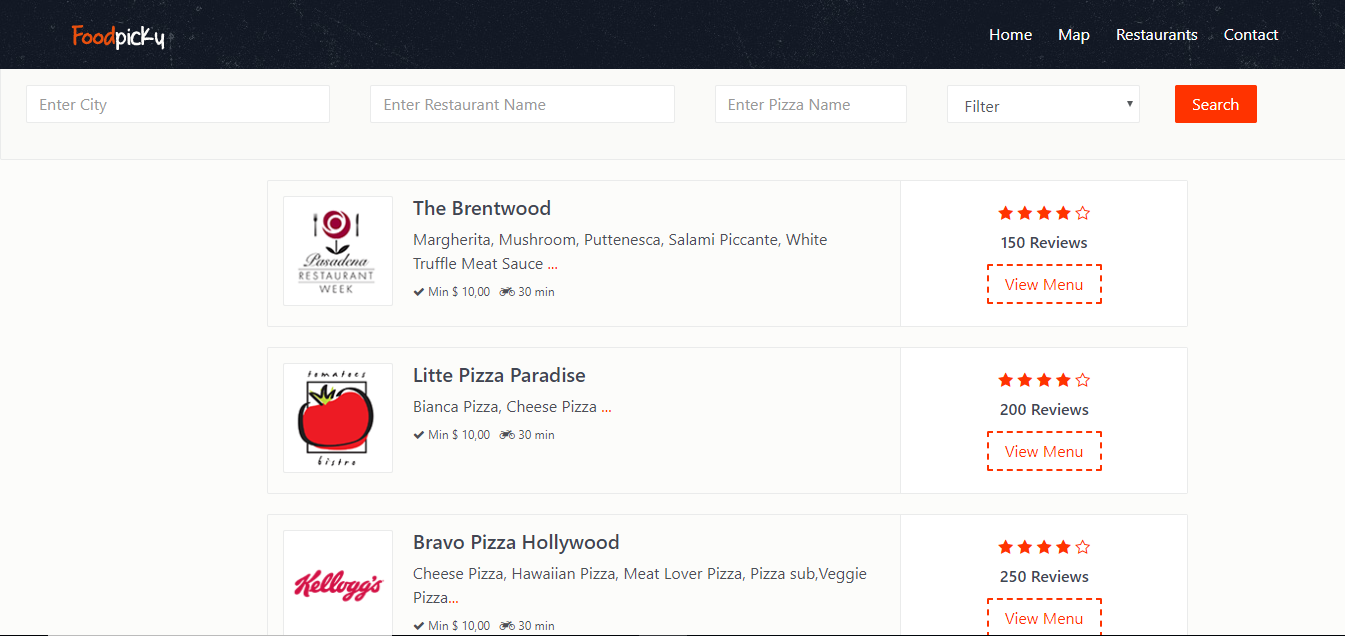 Foodpicky
Home Map Restaurants Contact
Enter City
Enter Restaurant Name
Enter Pizza Name
Filter
Search
Pasadena
RESTAURANT
WEEK
The Brentwood
Margherita, Mushroom, Puttenesca, Salami Piccante, White
Truffle Meat Sauce ...
Min $ 10,00 30 min
150 Reviews
View Menu
tomatoes
bistro
Litte Pizza Paradise
Bianca Pizza, Cheese Pizza ...
Min $ 10,00 30 min
200 Reviews
View Menu
Kellogg's
Bravo Pizza Hollywood
Cheese Pizza, Hawaiian Pizza, Meat Lover Pizza, Pizza sub,Veggie
Pizza...
Min $ 10,00 30 min
250 Reviews
View Menu